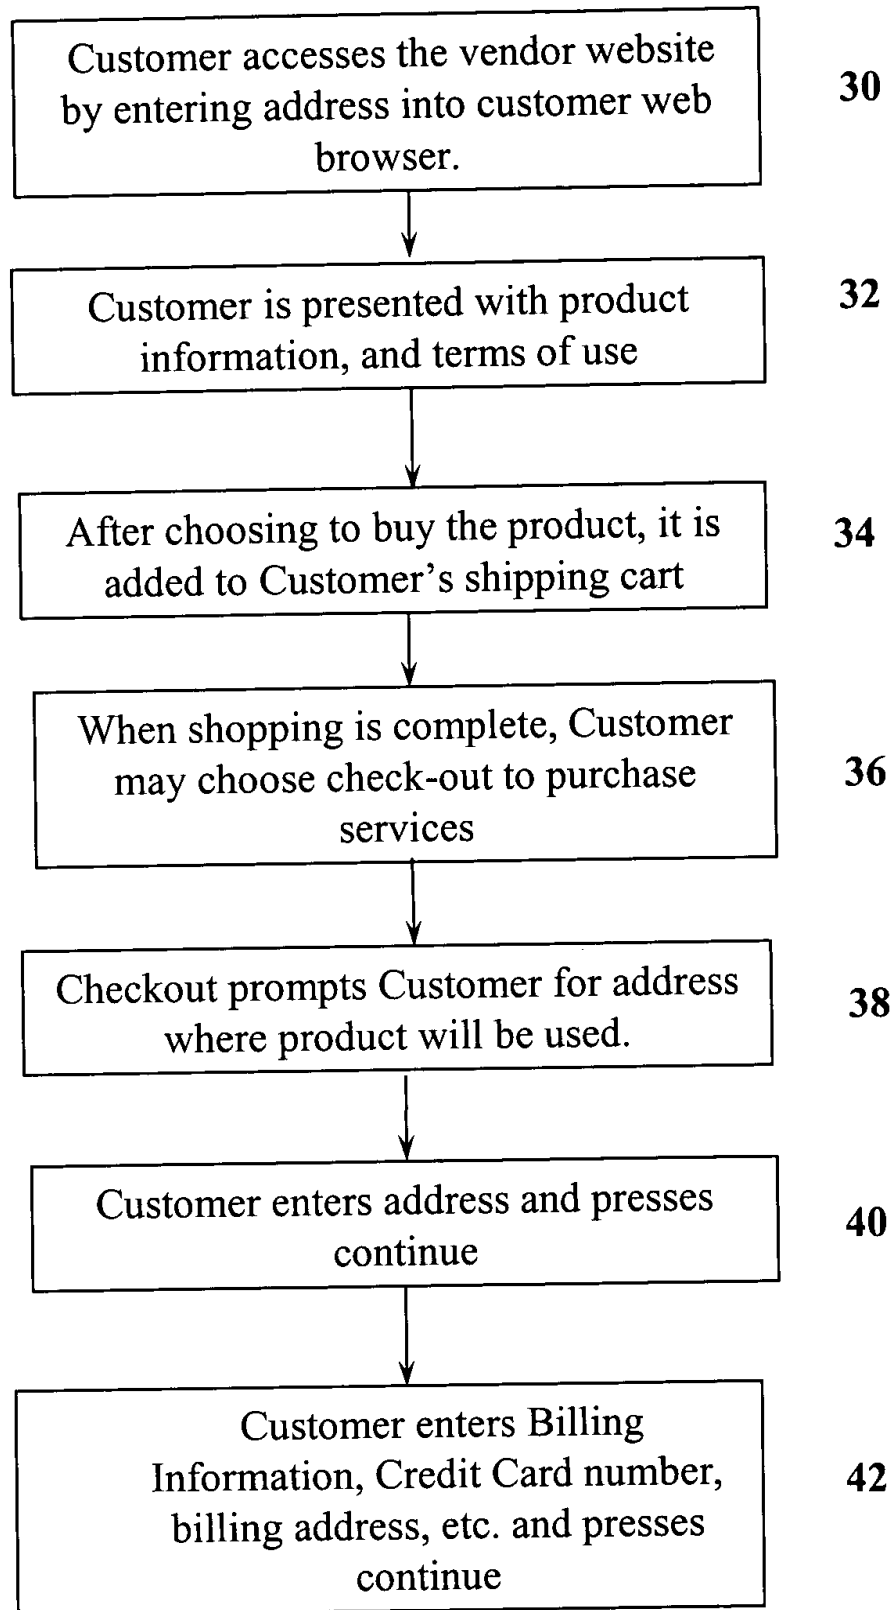 Customer accesses the vendor website
by entering address into customer web
browser.
30
Customer is presented with product
information, and terms of use
32
After choosing to buy the product, it is
added to Customer’s shipping cart
34
When shopping is complete, Customer
may choose check-out to purchase
services
36
Checkout prompts Customer for address
where product will be used.
38
Customer enters address and presses
continue
40
Customer enters Billing
Information, Credit Card number,
billing address, etc. and presses
continue
42